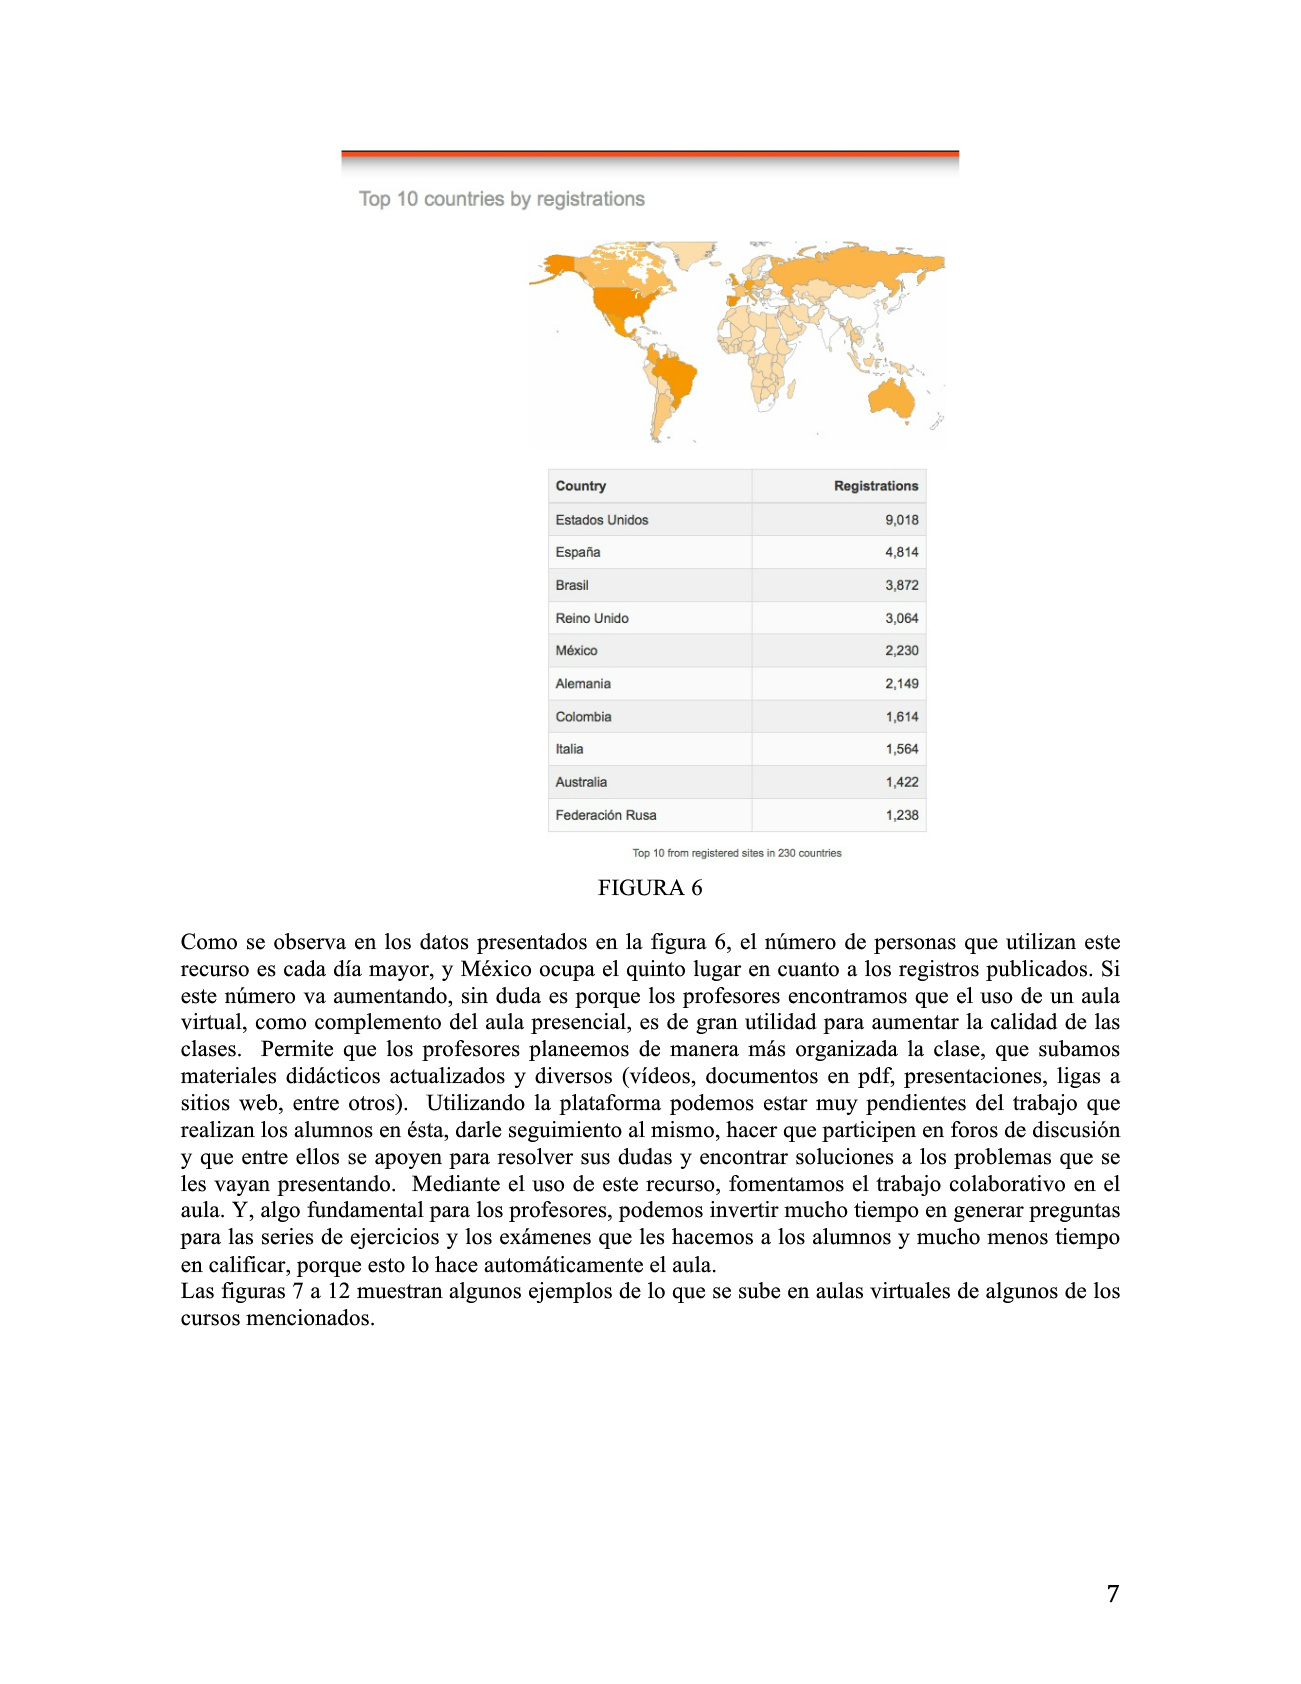 Top 10 countries by registrations
Country Registrations
Estados Unidos 9,018
España 4,814
Brasil 3,872
Reino Unido 3,064
México 2,230
Alemania 2,149
Colombia 1,614
Italia 1,564
Australia 1,422
Federación Rusa 1,238
Top 10 from registered sites in 230 countries
FIGURA 6
Como se observa en los datos presentados en la figura 6, el número de personas que utilizan este
recurso es cada día mayor, y México ocupa el quinto lugar en cuanto a los registros publicados. Si
este número va aumentando, sin duda es porque los profesores encontramos que el uso de un aula
virtual, como complemento del aula presencial, es de gran utilidad para aumentar la calidad de las
clases. Permite que los profesores planeemos de manera más organizada la clase, que subamos
materiales didácticos actualizados y diversos (vídeos, documentos en pdf, presentaciones, ligas a
sitios web, entre otros). Utilizando la plataforma podemos estar muy pendientes del trabajo que
realizan los alumnos en ésta, darle seguimiento al mismo, hacer que participen en foros de discusión
y que entre ellos se apoyen para resolver sus dudas y encontrar soluciones a los problemas que se
les vayan presentando. Mediante el uso de este recurso, fomentamos el trabajo colaborativo en el
aula. Y, algo fundamental para los profesores, podemos invertir mucho tiempo en generar preguntas
para las series de ejercicios y los exámenes que les hacemos a los alumnos y mucho menos tiempo
en calificar, porque esto lo hace automáticamente el aula.
Las figuras 7 a 12 muestran algunos ejemplos de lo que se sube en aulas virtuales de algunos de los
cursos mencionados.
7